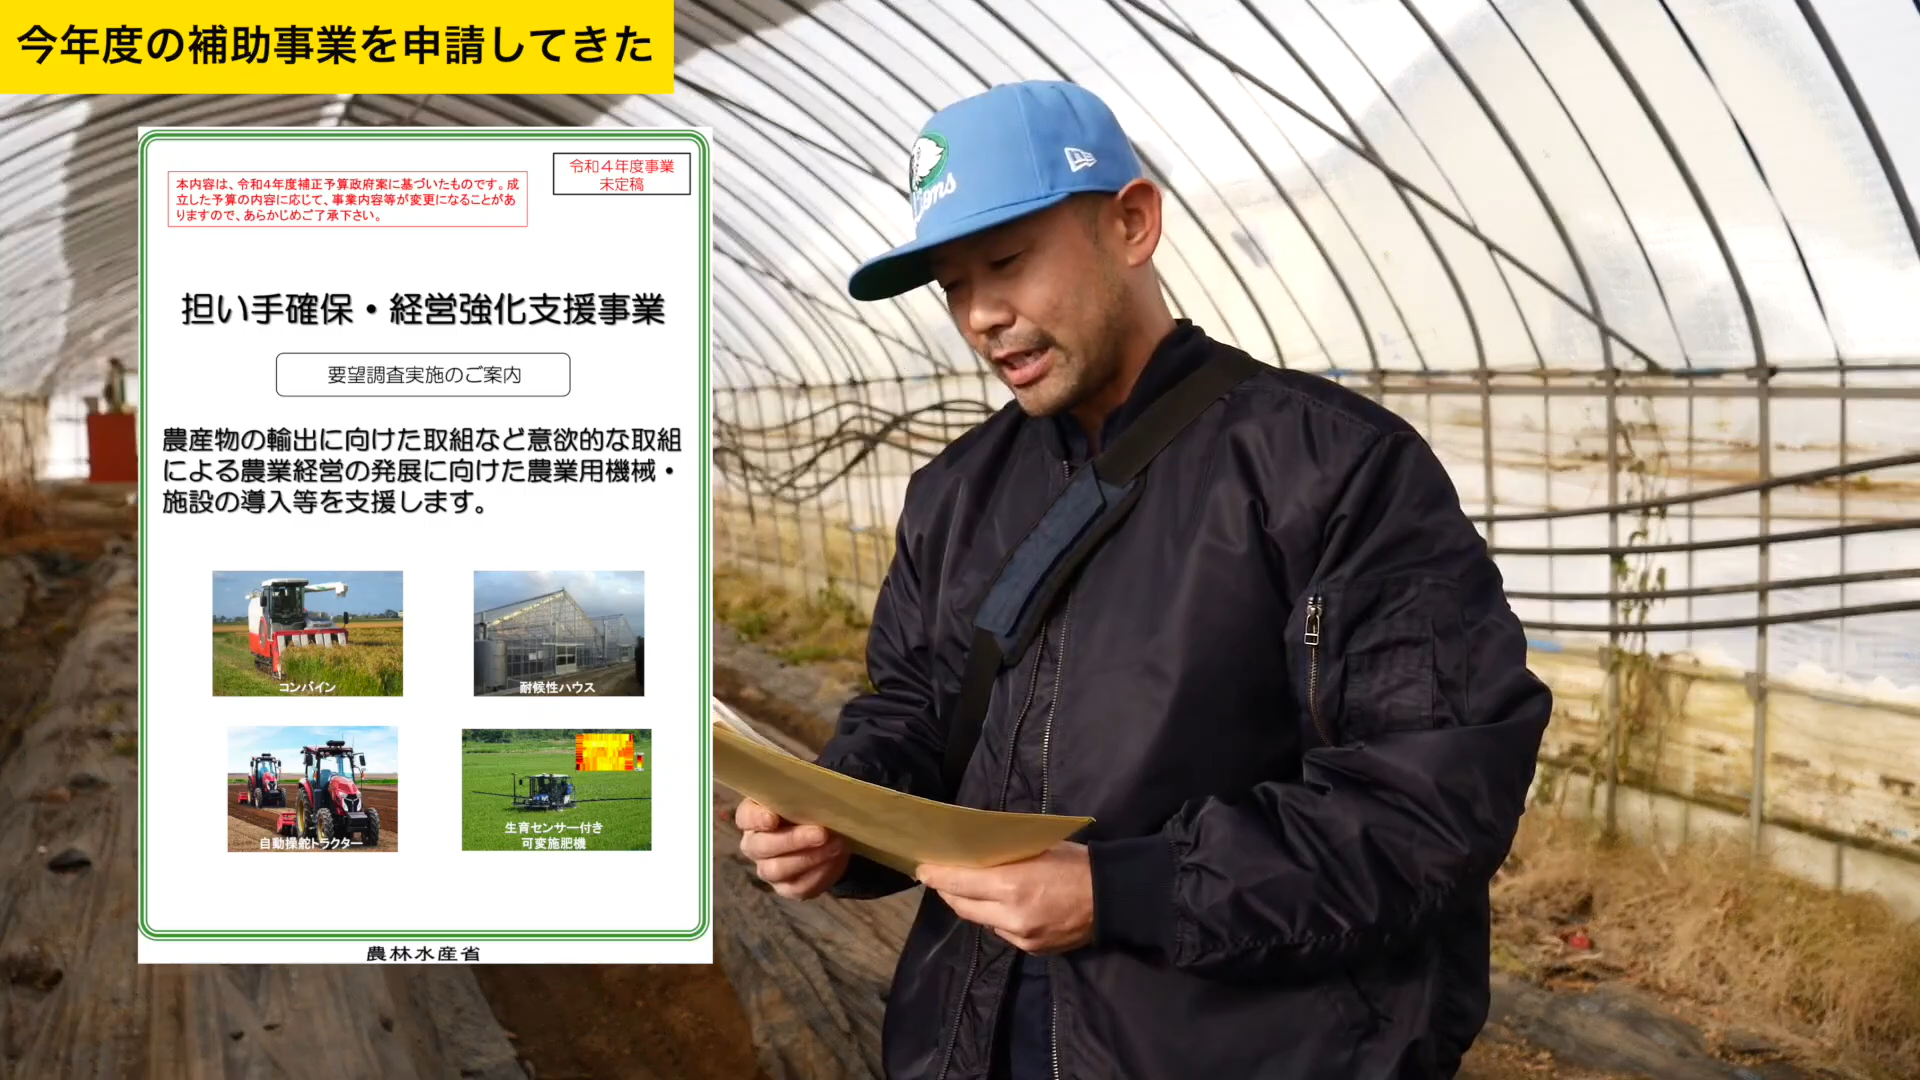 今年度の補助事業を申請してきた
令和４年度事業
未定稿
本内容は、令和4年度補正予算政府案に基づいたものです。成
立した予算の内容に応じて、事業内容等が変更になることがあ
りますので、あらかじめご了承下さい。
担い手確保・経営強化支援事業
要望調査実施のご案内
農産物の輸出に向けた取組など意欲的な取組
による農業経営の発展に向けた農業用機械・
施設の導入等を支援します。
コンバイン
耐候性ハウス
自動操舵トラクター
生育センサー付き
可変施肥機
農林水産省